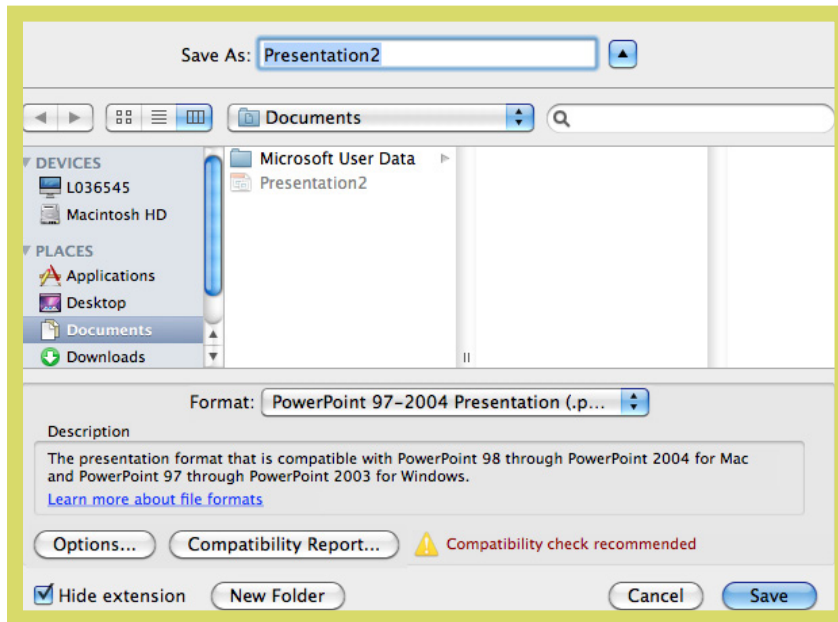 Save As: Presentation2
Documents
DEVICES
L036545
Macintosh HD
PLACES
Applications
Desktop
Documents
Downloads
Microsoft User Data
Presentation2
Format: PowerPoint 97-2004 Presentation (.p...
Description
The presentation format that is compatible with PowerPoint 98 through PowerPoint 2004 for Mac
and PowerPoint 97 through PowerPoint 2003 for Windows.
Learn more about file formats
Options... Compatibility Report... Compatibility check recommended
Hide extension New Folder Cancel Save